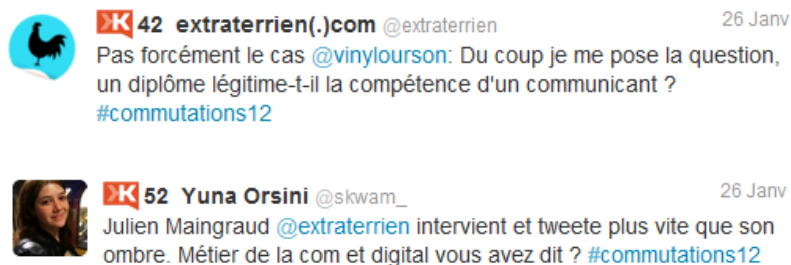 K 42 extraterrien(.)com @extraterrien 26 Janv
Pas forcément le cas @vinylourson: Du coup je me pose la question,
un diplôme légitime-t-il la compétence d'un communicant ?
#commutations12
K 52 Yuna Orsini @skwam_ 26 Janv
Julien Maingraud @extraterrien intervient et tweete plus vite que son
ombre. Métier de la com et digital vous avez dit ? #commutations12